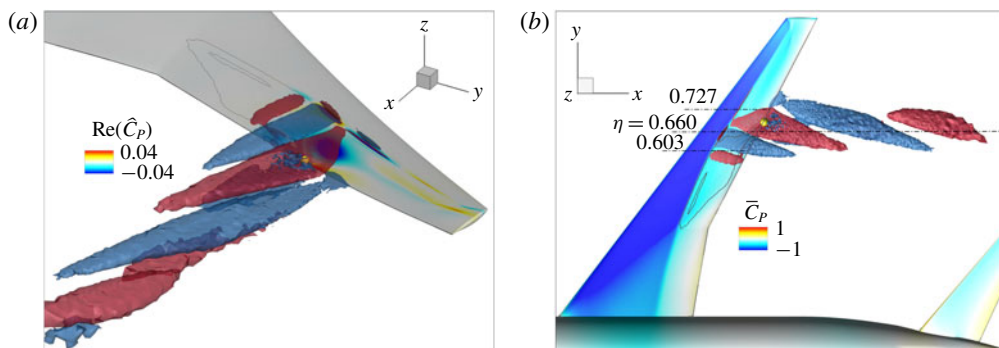 (a)
z
x
y
Re(Ĉ_P)
0.04
−0.04
(b)
y
z
x
0.727
η = 0.660
0.603
C̅_P
1
−1